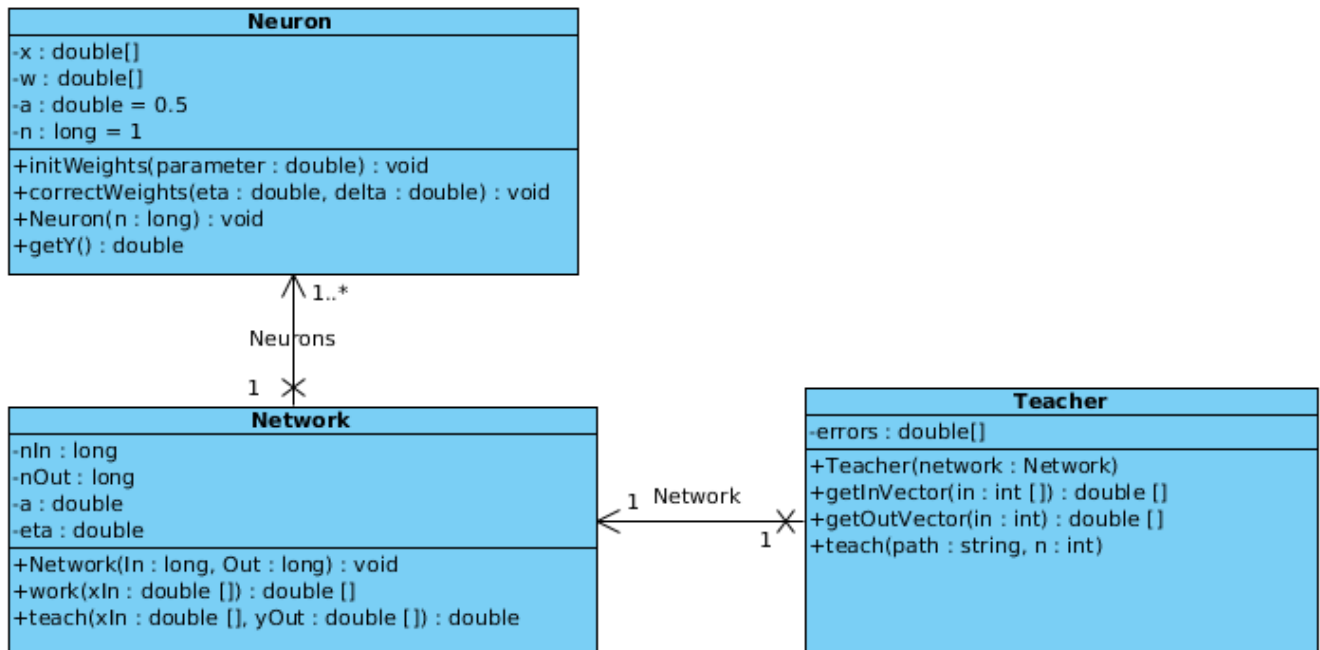 Neuron
-x : double[]
-w : double[]
-a : double = 0.5
-n : long = 1
+initWeights(parameter : double) : void
+correctWeights(eta : double, delta : double) : void
+Neuron(n : long) : void
+getY() : double
1..*
Neurons
1
Network
-nIn : long
-nOut : long
-a : double
-eta : double
+Network(In : long, Out : long) : void
+work(xIn : double []) : double []
+teach(xIn : double [], yOut : double []) : double
1 Network
1
Teacher
-errors : double[]
+Teacher(network : Network)
+getInVector(in : int []) : double []
+getOutVector(in : int) : double []
+teach(path : string, n : int)